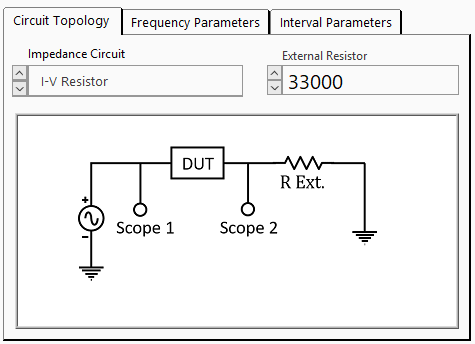 Circuit Topology Frequency Parameters Interval Parameters
Impedance Circuit External Resistor
I-V Resistor 33000
DUT
R Ext.
+
Scope 1 Scope 2
-